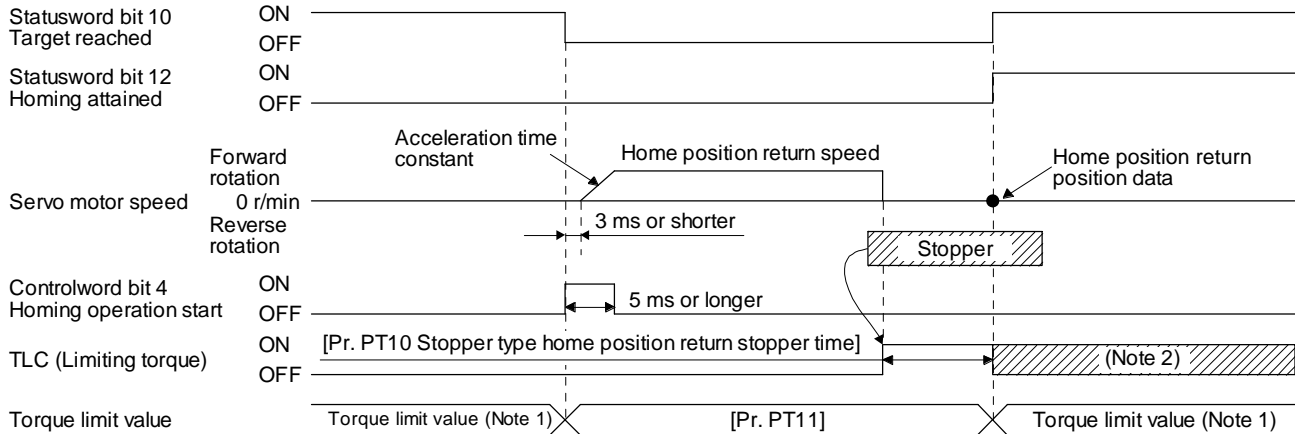 Statusword bit 10
Target reached
ON
OFF
Statusword bit 12
Homing attained
ON
OFF
Acceleration time
constant
Home position return speed
Home position return
position data
Servo motor speed
Forward
rotation
0 r/min
Reverse
rotation
3 ms or shorter
Stopper
Controlword bit 4
Homing operation start
ON
OFF
5 ms or longer
TLC (Limiting torque)
ON
OFF
[Pr. PT10 Stopper type home position return stopper time]
(Note 2)
Torque limit value
Torque limit value (Note 1)
[Pr. PT11]
Torque limit value (Note 1)